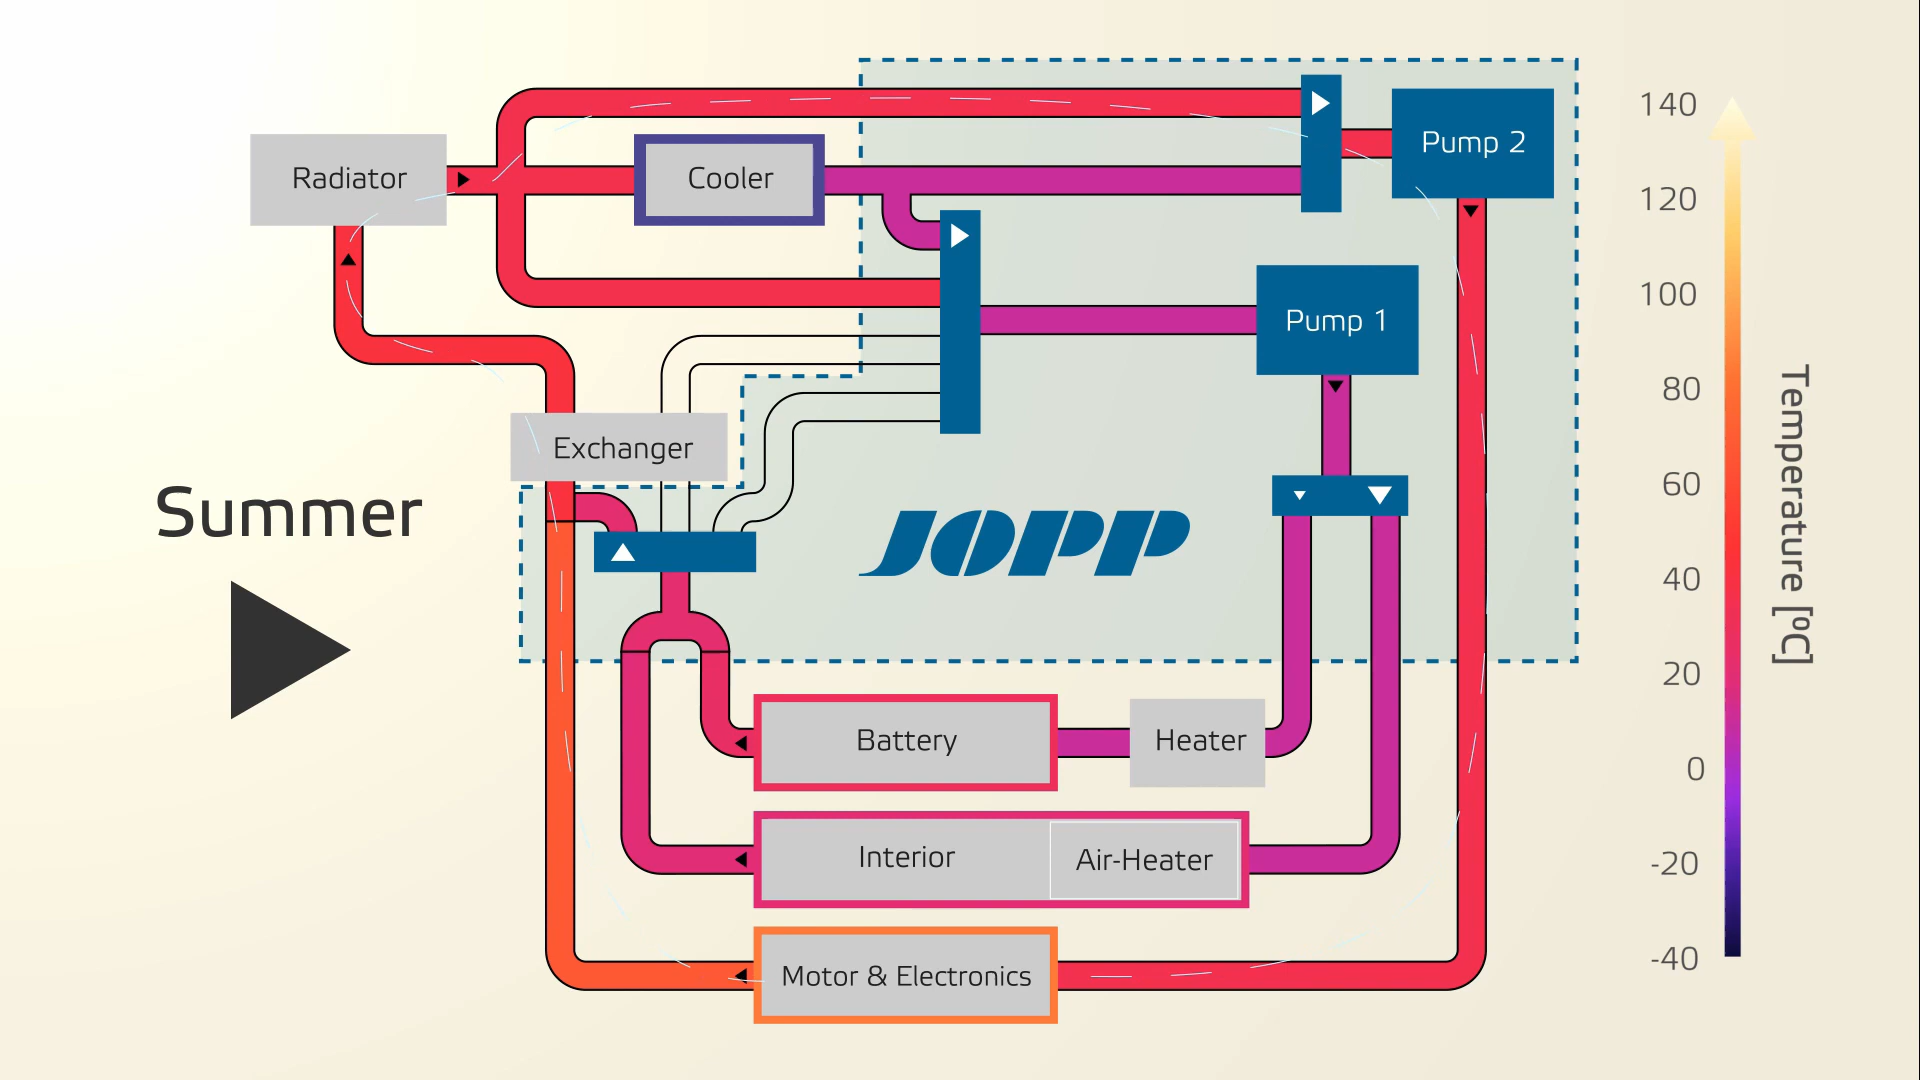 140
Pump 2
Radiator
Cooler
120
100
Pump 1
80
Exchanger
60
Summer
JOPP
Temperature [ºC]
40
20
Battery
Heater
0
Interior
Air-Heater
-20
Motor & Electronics
-40